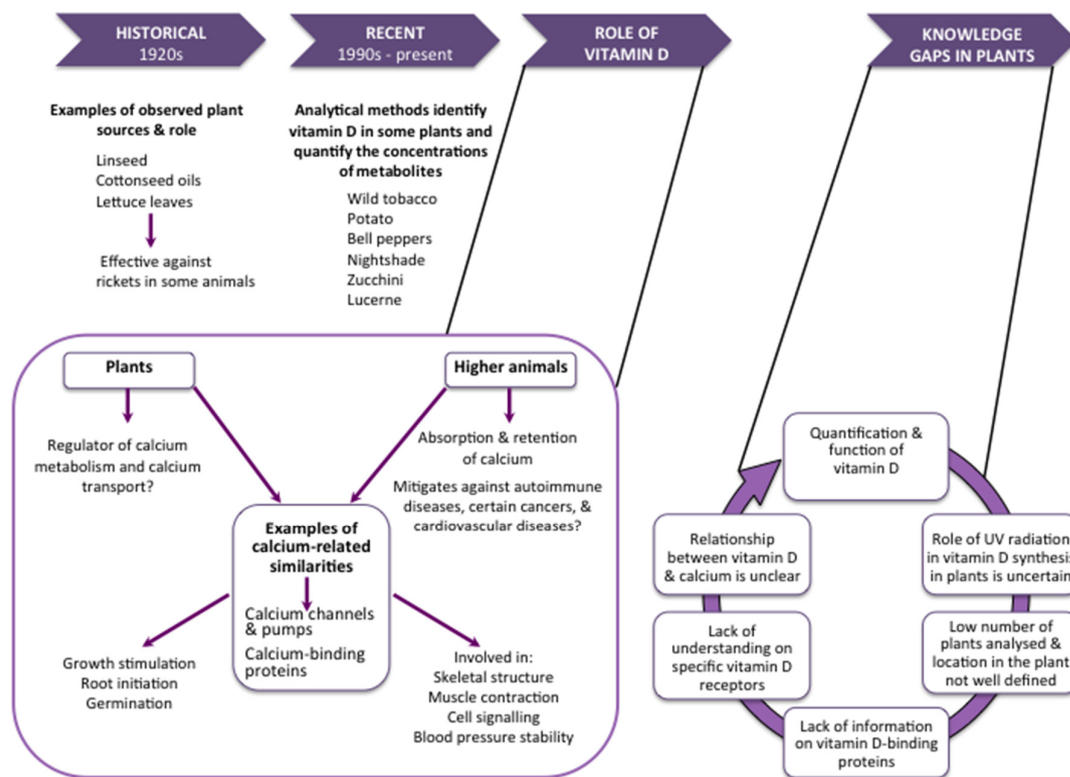 HISTORICAL
1920s
RECENT
1990s - present
ROLE OF
VITAMIN D
KNOWLEDGE
GAPS IN PLANTS
Examples of observed plant
sources & role
Linseed
Cottonseed oils
Lettuce leaves
Effective against
rickets in some animals
Analytical methods identify
vitamin D in some plants and
quantify the concentrations
of metabolites
Wild tobacco
Potato
Bell peppers
Nightshade
Zucchini
Lucerne
Plants
Regulator of calcium
metabolism and calcium
transport?
Higher animals
Absorption & retention
of calcium
Mitigates against autoimmune
diseases, certain cancers, &
cardiovascular diseases?
Examples of
calcium-related
similarities
Calcium channels
& pumps
Calcium-binding
proteins
Growth stimulation
Root initiation
Germination
Involved in:
Skeletal structure
Muscle contraction
Cell signalling
Blood pressure stability
Quantification &
function of
vitamin D
Role of UV radiation
in vitamin D synthesis
in plants is uncertain
Low number of
plants analysed &
location in the plant
not well defined
Lack of information
on vitamin D-binding
proteins
Lack of
understanding on
specific vitamin D
receptors
Relationship
between vitamin D
& calcium is unclear